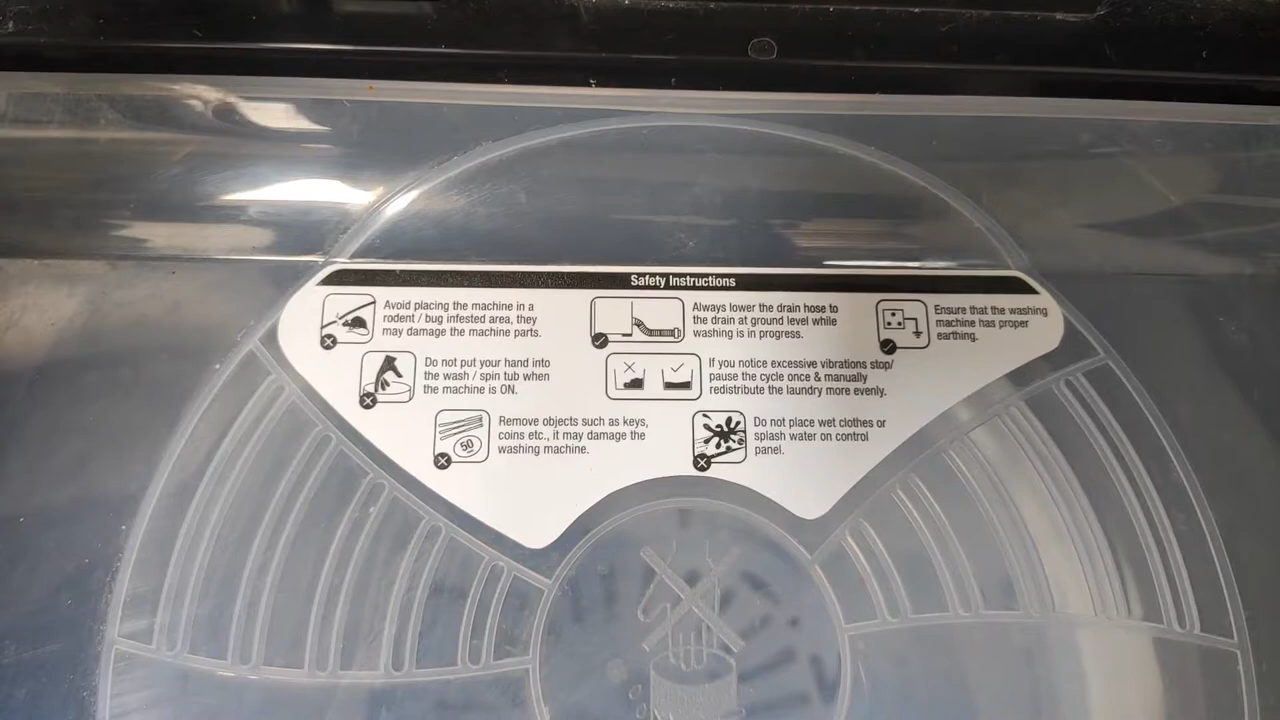 Safety Instructions
Avoid placing the machine in a
rodent / bug infested area, they
may damage the machine parts.
Always lower the drain hose to
the drain at ground level while
washing is in progress.
Ensure that the washing
machine has proper
earthing.
Do not put your hand into
the wash / spin tub when
the machine is ON.
If you notice excessive vibrations stop/
pause the cycle once & manually
redistribute the laundry more evenly.
50
Remove objects such as keys,
coins etc., it may damage the
washing machine.
Do not place wet clothes or
splash water on control
panel.